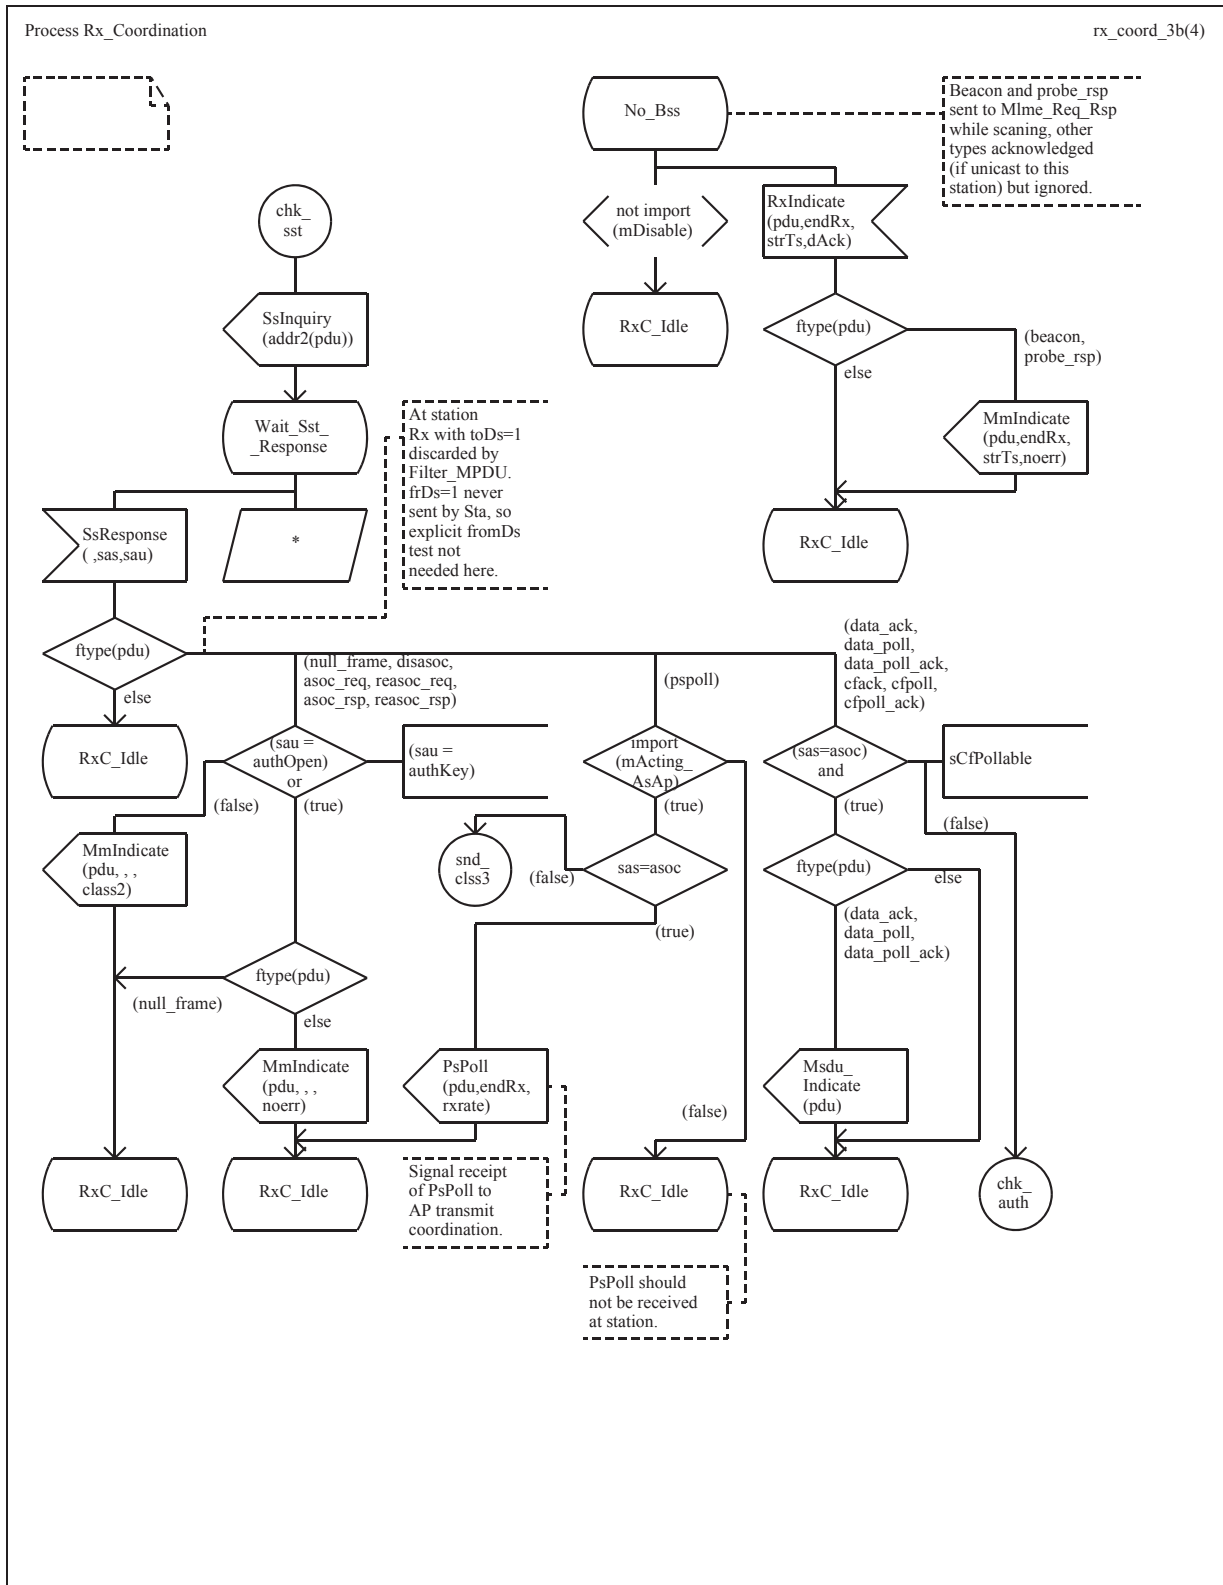 Process Rx_Coordination
rx_coord_3b(4)
No_Bss
Beacon and probe_rsp
sent to Mlme_Req_Rsp
while scaning, other
types acknowledged
(if unicast to this
station) but ignored.
chk_
sst
not import
(mDisable)
RxIndicate
(pdu,endRx,
strTs,dAck)
SsInquiry
(addr2(pdu))
RxC_Idle
ftype(pdu)
(beacon,
probe_rsp)
else
Wait_Sst_
_Response
At station
Rx with toDs=1
discarded by
Filter_MPDU.
frDs=1 never
sent by Sta, so
explicit fromDs
test not
needed here.
MmIndicate
(pdu,endRx,
strTs,noerr)
SsResponse
( ,sas,sau)
*
RxC_Idle
ftype(pdu)
else
(null_frame, disasoc,
asoc_req, reasoc_req,
asoc_rsp, reasoc_rsp)
(pspoll)
(data_ack,
data_poll,
data_poll_ack,
cfack, cfpoll,
cfpoll_ack)
RxC_Idle
(sau =
authOpen)
or
(sau =
authKey)
import
(mActing_
AsAp)
(sas=asoc)
and
sCfPollable
(false)
(true)
(true)
(true)
(false)
MmIndicate
(pdu, , ,
class2)
snd_
clss3
(false)
sas=asoc
(true)
ftype(pdu)
else
(data_ack,
data_poll,
data_poll_ack)
ftype(pdu)
(null_frame)
else
MmIndicate
(pdu, , ,
noerr)
PsPoll
(pdu,endRx,
rxrate)
(false)
Msdu_
_Indicate
(pdu)
RxC_Idle
RxC_Idle
Signal receipt
of PsPoll to
AP transmit
coordination.
RxC_Idle
RxC_Idle
chk_
auth
PsPoll should
not be received
at station.